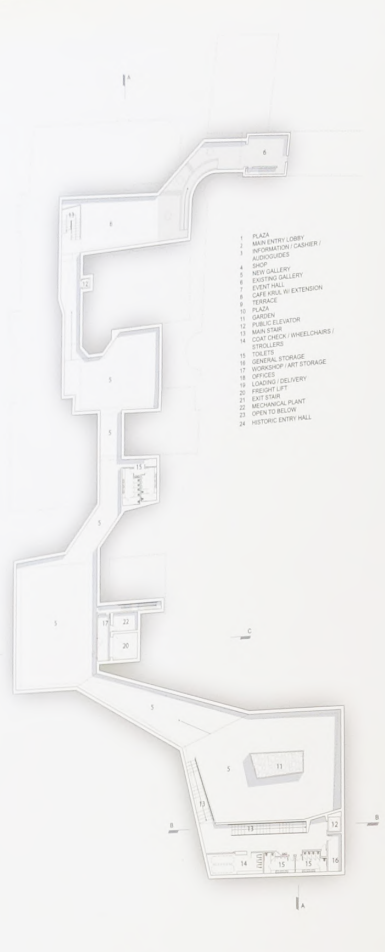 A
6
6
12
1 PLAZA
2 MAIN ENTRY LOBBY
3 INFORMATION / CASHIER /
AUDIOGUIDES
4 SHOP
5 NEW GALLERY
6 EXISTING GALLERY
7 EVENT HALL
8 CAFE KRUL W/ EXTENSION
9 TERRACE
10 PLAZA
11 GARDEN
12 PUBLIC ELEVATOR
13 MAIN STAIR
14 COAT CHECK / WHEELCHAIRS /
STROLLERS
15 TOILETS
16 GENERAL STORAGE
17 WORKSHOP / ART STORAGE
18 OFFICES
19 LOADING / DELIVERY
20 FREIGHT LIFT
21 EXIT STAIR
22 MECHANICAL PLANT
23 OPEN TO BELOW
24 HISTORIC ENTRY HALL
5
5
15
5
5
17
22
20
C
5
5
11
13
B
13
12
B
14
15
15
16
A